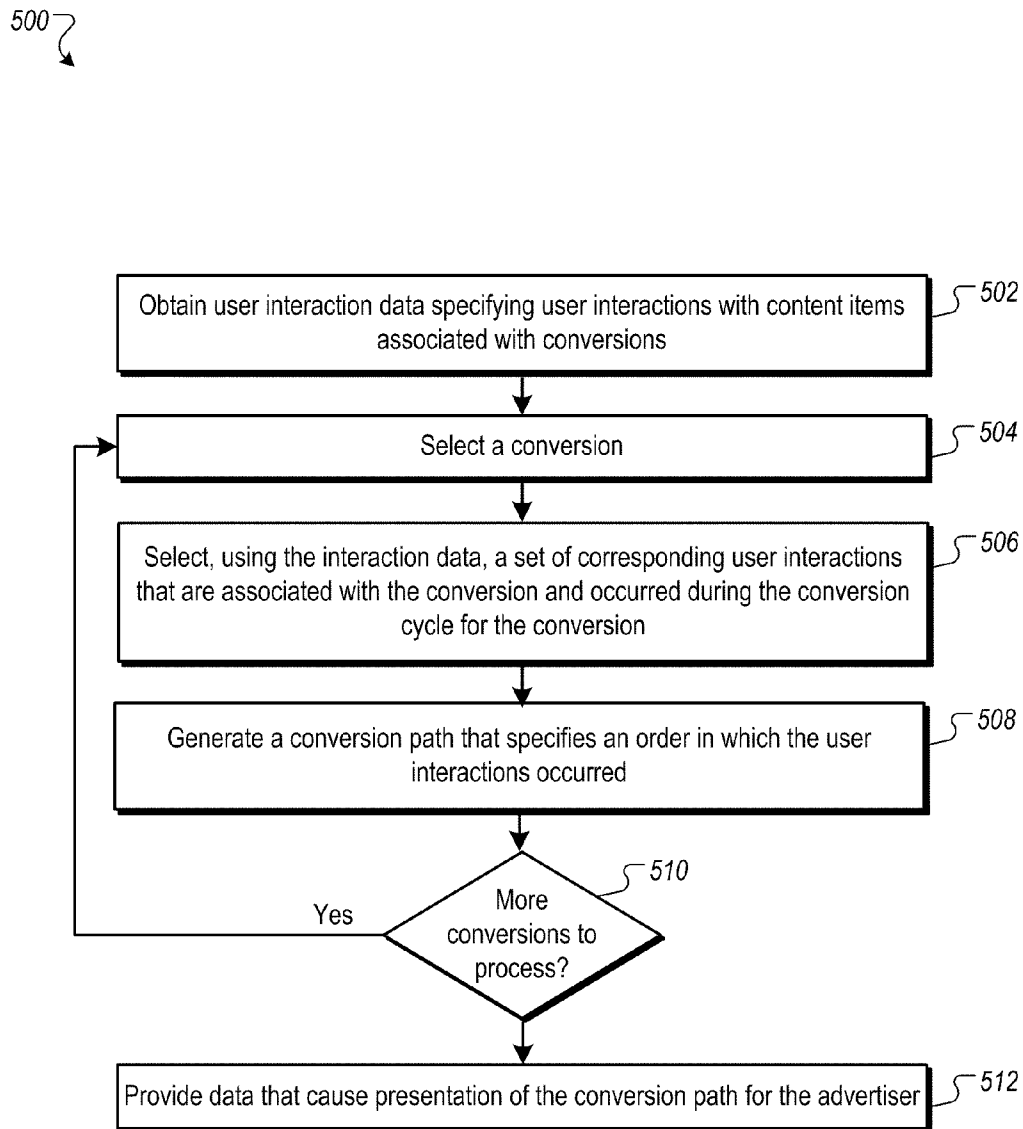 500
Obtain user interaction data specifying user interactions with content items
associated with conversions
502
Select a conversion
504
Select, using the interaction data, a set of corresponding user interactions
that are associated with the conversion and occurred during the conversion
cycle for the conversion
506
Generate a conversion path that specifies an order in which the user
interactions occurred
508
More
conversions to
process?
510
Yes
Provide data that cause presentation of the conversion path for the advertiser
512